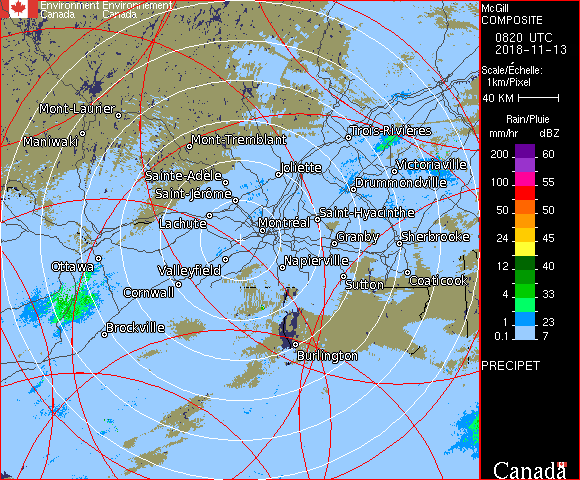 Environment Environnement
Canada Canada
McGill
COMPOSITE
0820 UTC
2018-11-13
Scale/Échelle:
1km/Pixel
40 KM
Rain/Pluie
mm/hr dBZ
200 60
100 55
50 50
24 45
12 40
4 33
1 23
0.1 7
PRECIPET
Canada
Mont-Laurier
Maniwaki
Mont-Tremblant
Trois-Rivières
Joliette
Victoriaville
Sainte-Adèle
Drummondville
Saint-Jérôme
Saint-Hyacinthe
Lachute
Montréal
Granby
Sherbrooke
Ottawa
Valleyfield
Napierville
Cornwall
Sutton
Coaticook
Brockville
Burlington